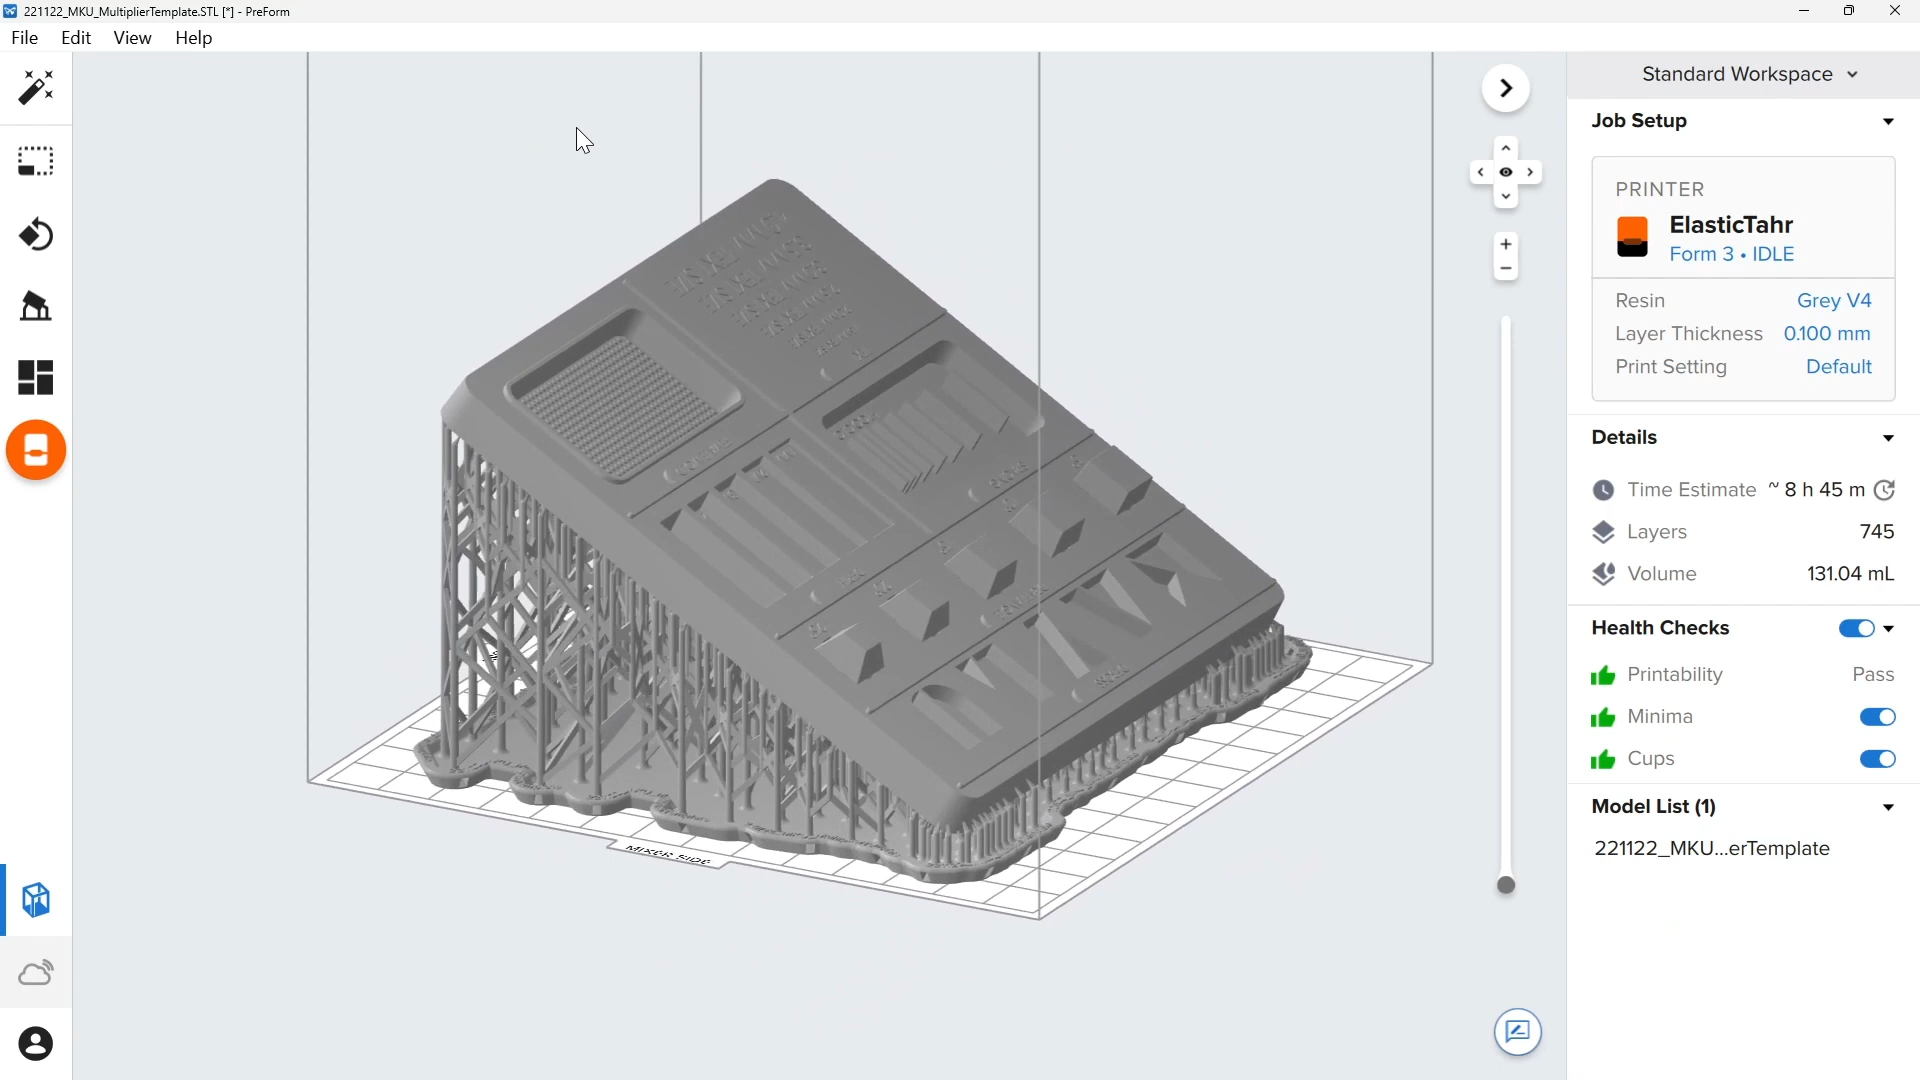 221122_MKU_MultiplierTemplate.STL [*] - PreForm
File Edit View Help
Standard Workspace
Job Setup
PRINTER
ElasticTahr
Form 3 • IDLE
Resin Grey V4
Layer Thickness 0.100 mm
Print Setting Default
Details
Time Estimate ~ 8 h 45 m
Layers 745
Volume 131.04 mL
Health Checks
Printability Pass
Minima
Cups
Model List (1)
221122_MKU...erTemplate
MIXER SIDE